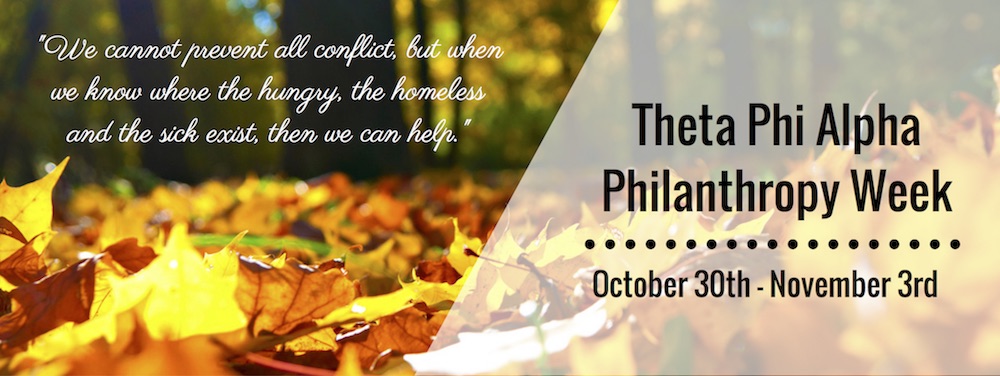 "We cannot prevent all conflict, but when
we know where the hungry, the homeless
and the sick exist, then we can help."
Theta Phi Alpha
Philanthropy Week
October 30th - November 3rd